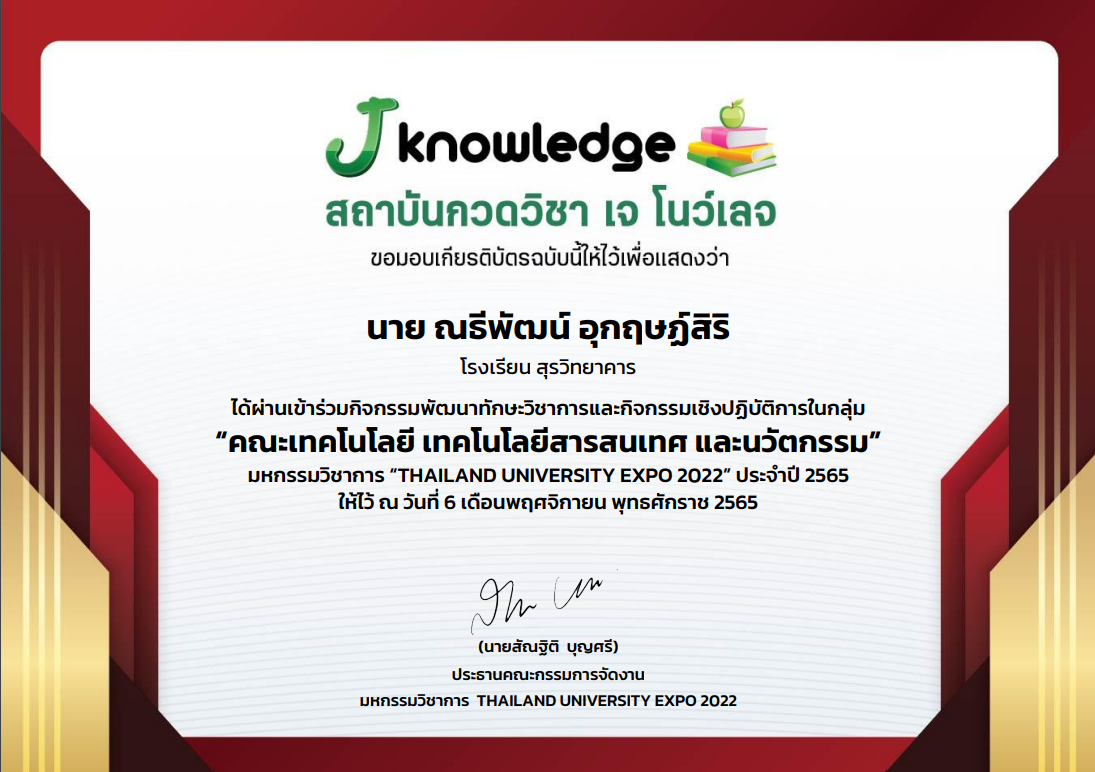 J knowledge
สถาบันกวดวิชา เจ โนว์เลจ
ขอมอบเกียรติบัตรฉบับนี้ให้ไว้เพื่อแสดงว่า
นาย ณธีพัฒน์ อุกฤษฏ์สิริ
โรงเรียน สุรวิทยาคาร
ได้ผ่านเข้าร่วมกิจกรรมพัฒนาทักษะวิชาการและกิจกรรมเชิงปฏิบัติการในกลุ่ม
“คณะเทคโนโลยี เทคโนโลยีสารสนเทศ และนวัตกรรม”
มหกรรมวิชาการ “THAILAND UNIVERSITY EXPO 2022” ประจำปี 2565
ให้ไว้ ณ วันที่ 6 เดือนพฤศจิกายน พุทธศักราช 2565
(นายสัณฐิติ บุญศรี)
ประธานคณะกรรมการจัดงาน
มหกรรมวิชาการ THAILAND UNIVERSITY EXPO 2022